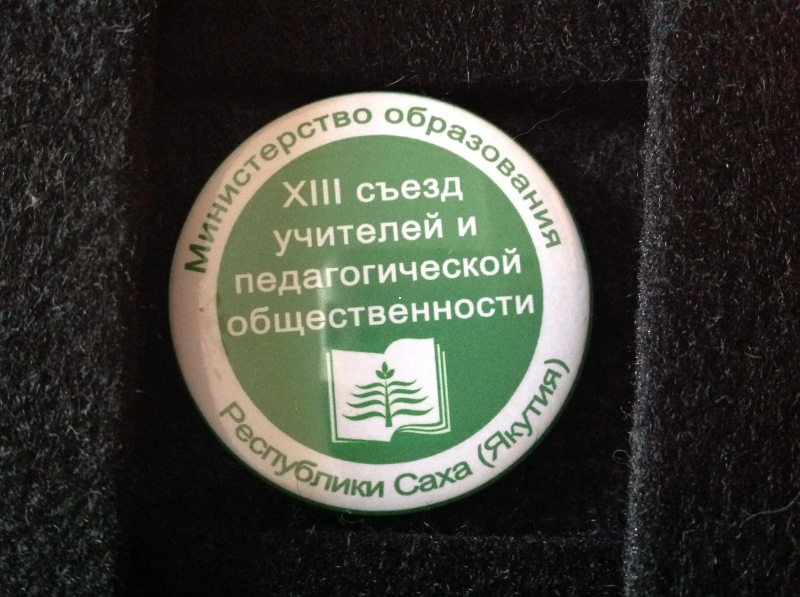 Министерство образования
XIII съезд
учителей и
педагогической
общественности
Республики Саха (Якутия)